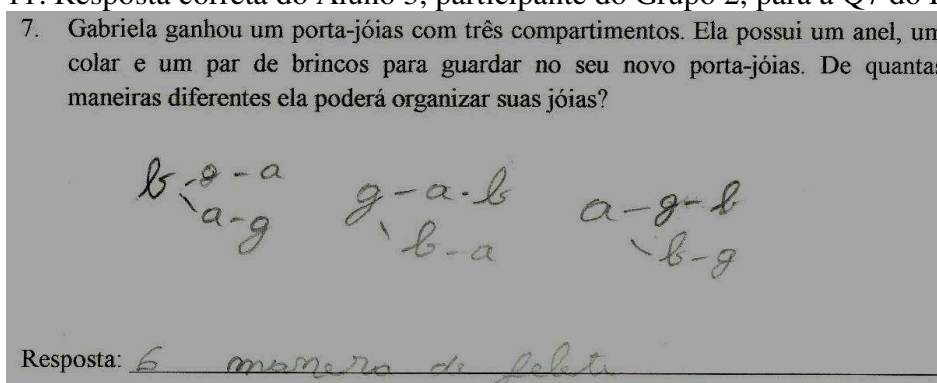 11. Resposta correta do Aluno 5, participante do Grupo 2, para a Q7 do
7. Gabriela ganhou um porta-jóias com três compartimentos. Ela possui um anel, um
colar e um par de brincos para guardar no seu novo porta-jóias. De quantas
maneiras diferentes ela poderá organizar suas jóias?
b - g - a
a - g
g - a - b
b - a
a - g - b
b - g
Resposta: 6 manera de